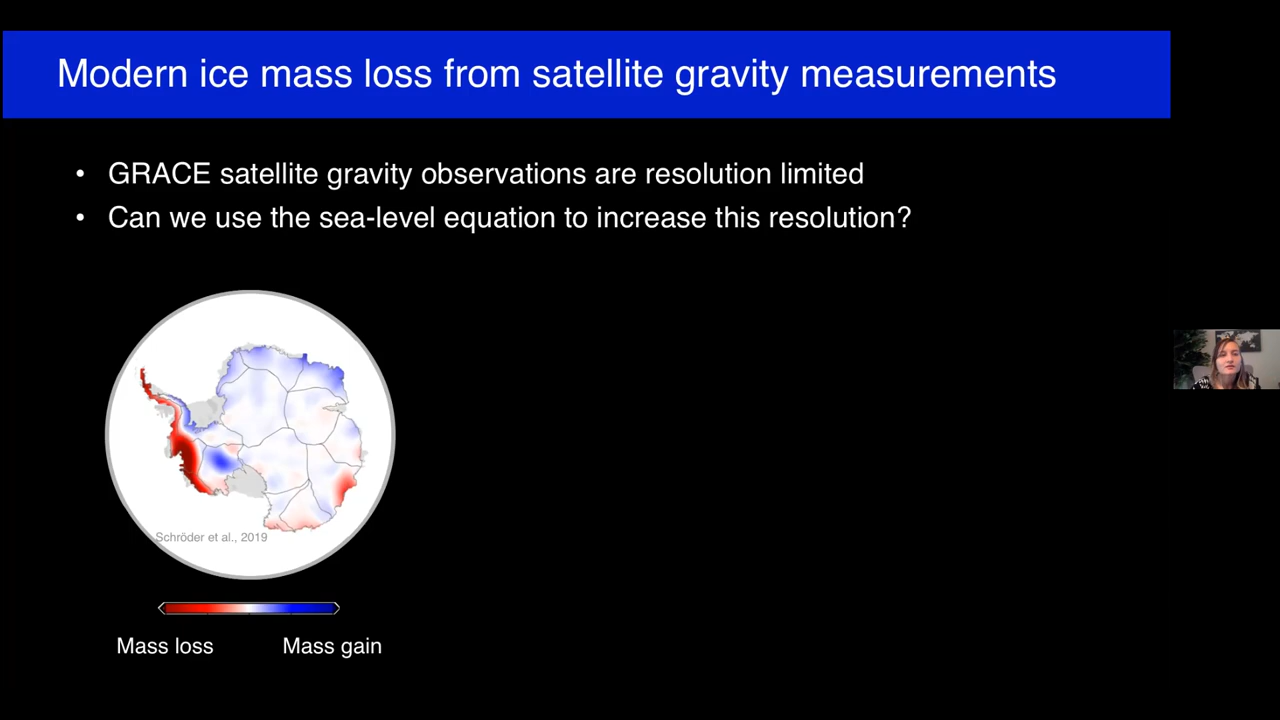 Modern ice mass loss from satellite gravity measurements
• GRACE satellite gravity observations are resolution limited
• Can we use the sea-level equation to increase this resolution?
Schröder et al., 2019
Mass loss Mass gain